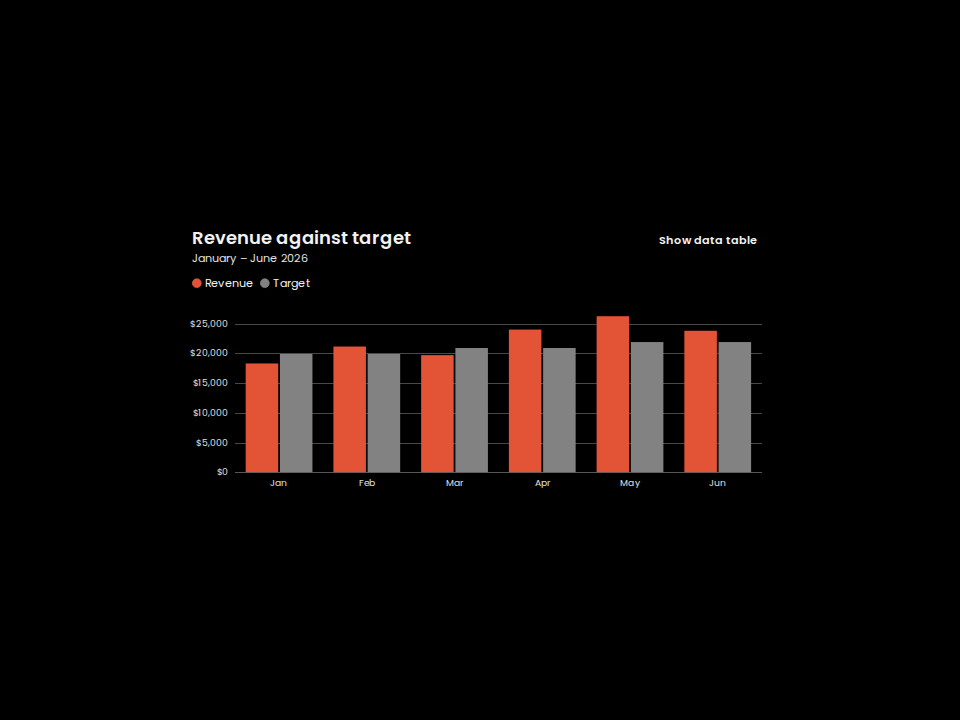 Revenue against target
Show data table
January – June 2026
Revenue Target
$25,000
$20,000
$15,000
$10,000
$5,000
$0
Jan Feb Mar Apr May Jun